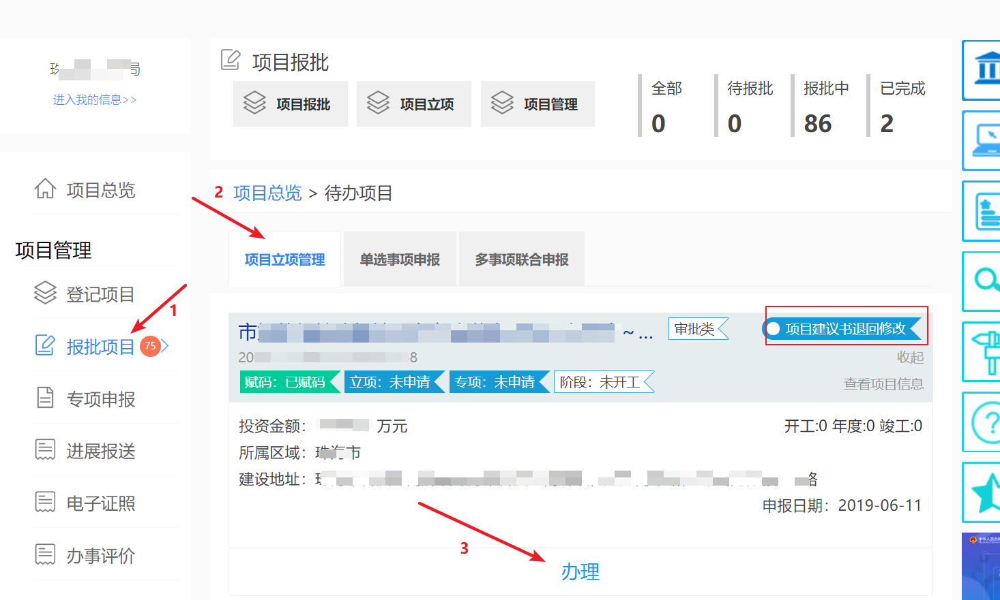 进入我的信息>>
项目总览
项目管理
登记项目
1
报批项目 75
专项申报
进展报送
电子证照
办事评价
项目报批
项目报批 项目立项 项目管理
全部 待报批 报批中 已完成
0 0 86 2
2 项目总览 > 待办项目
项目立项管理 单选事项申报 多事项联合申报
~ ... 审批类 项目建议书退回修改
收起
赋码：已赋码 立项：未申请 专项：未申请 阶段：未开工 查看项目信息
投资金额： 万元 开工:0 年度:0 竣工:0
所属区域： 市
建设地址： 路
申报日期：2019-06-11
3
办理